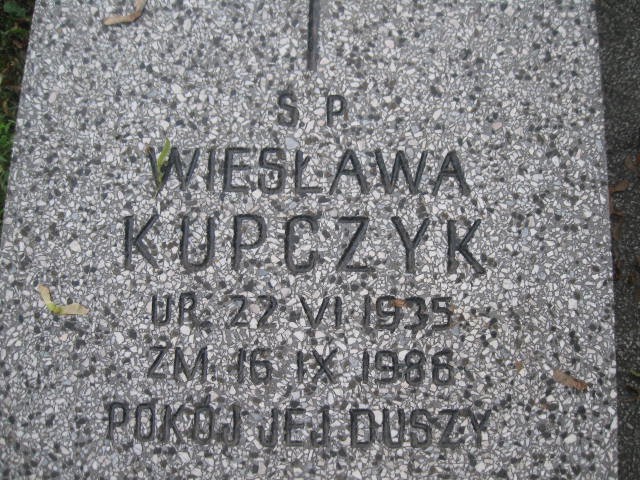 Ś P
WIESŁAWA
KUPCZYK
UR. 22 VI 1935
ZM. 16 IX 1986
POKÓJ JEJ DUSZY